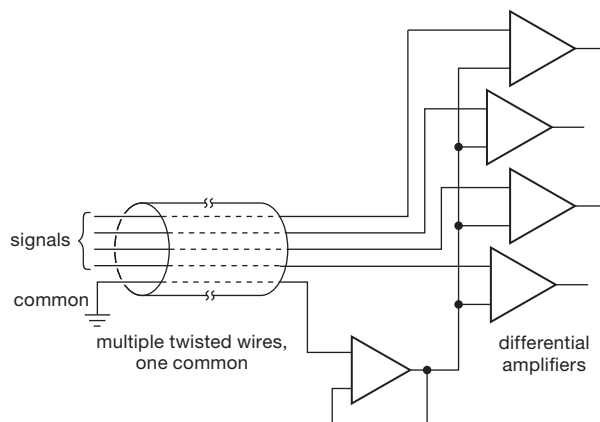 signals
common
multiple twisted wires,
one common
differential
amplifiers